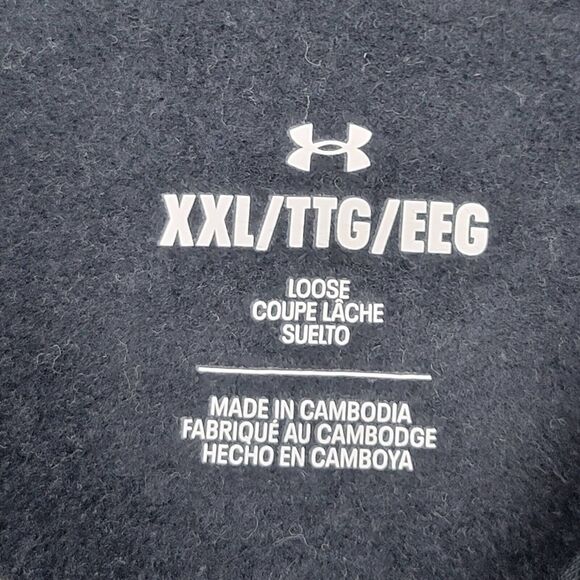 XXL/TTG/EEG
LOOSE
COUPE LÂCHE
SUELTO
MADE IN CAMBODIA
FABRIQUÉ AU CAMBODGE
HECHO EN CAMBOYA